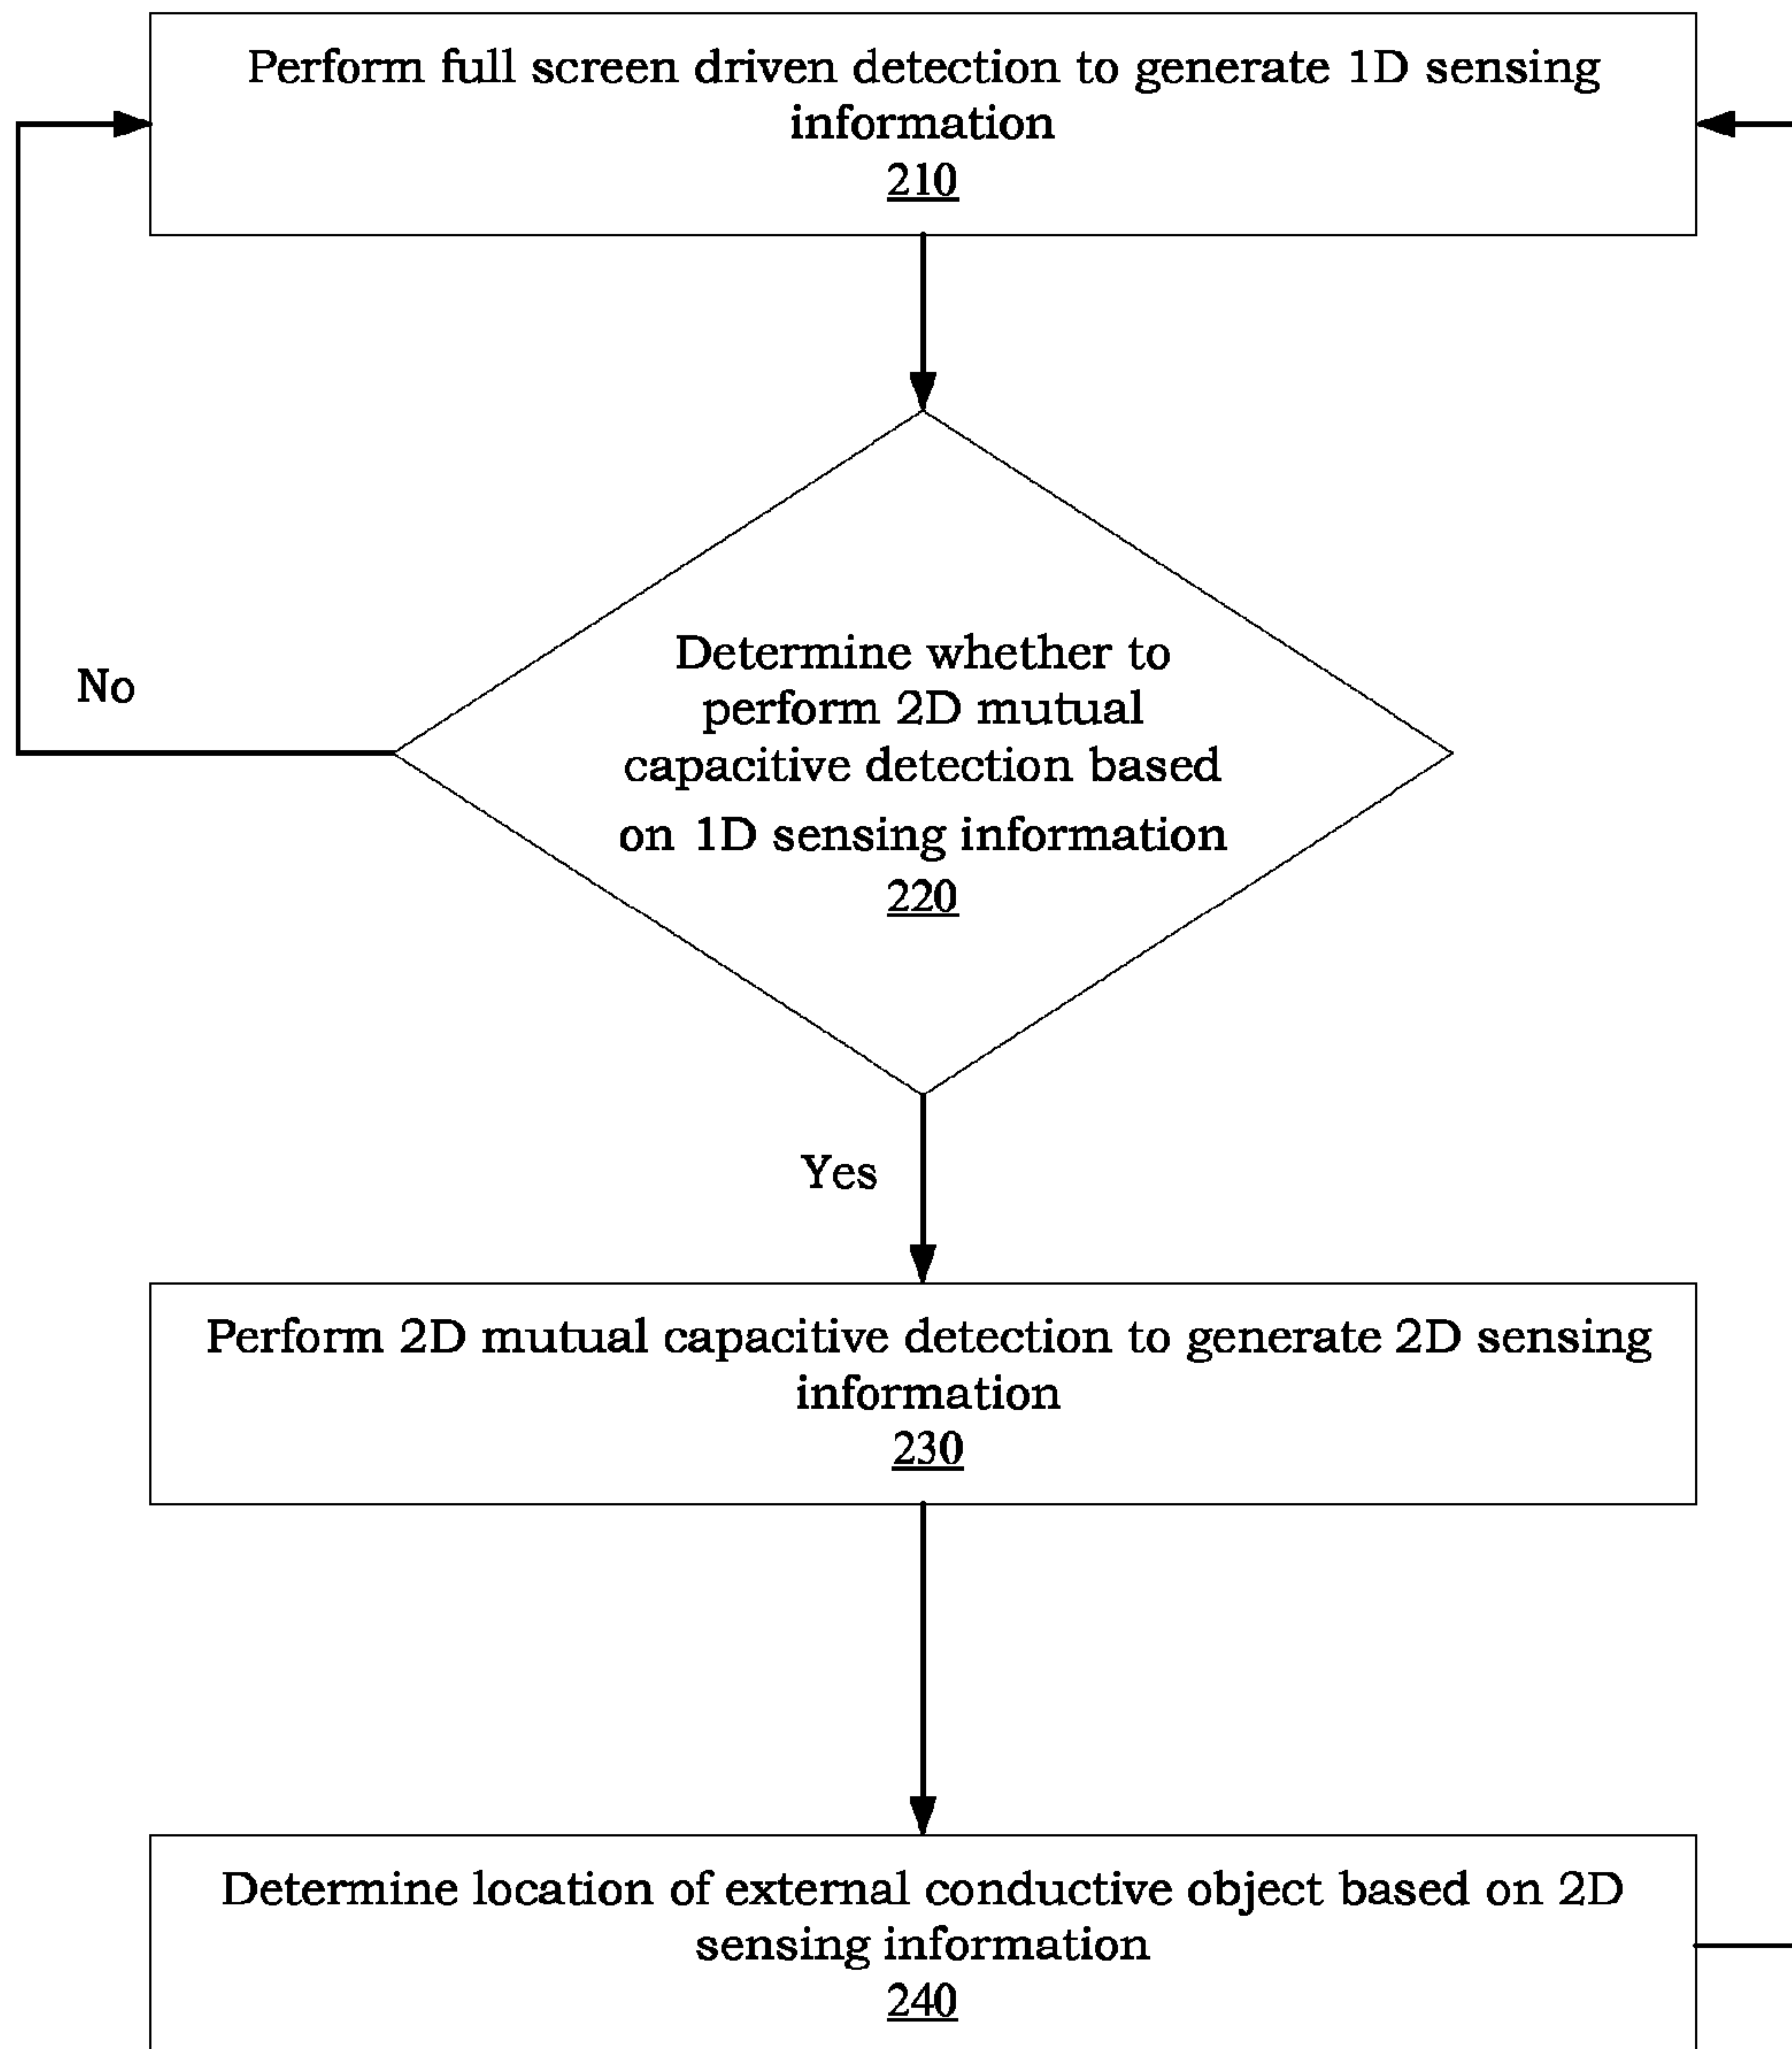 Perform full screen driven detection to generate 1D sensing
information
210
Determine whether to
perform 2D mutual
capacitive detection based
on 1D sensing information
220
No
Yes
Perform 2D mutual capacitive detection to generate 2D sensing
information
230
Determine location of external conductive object based on 2D
sensing information
240